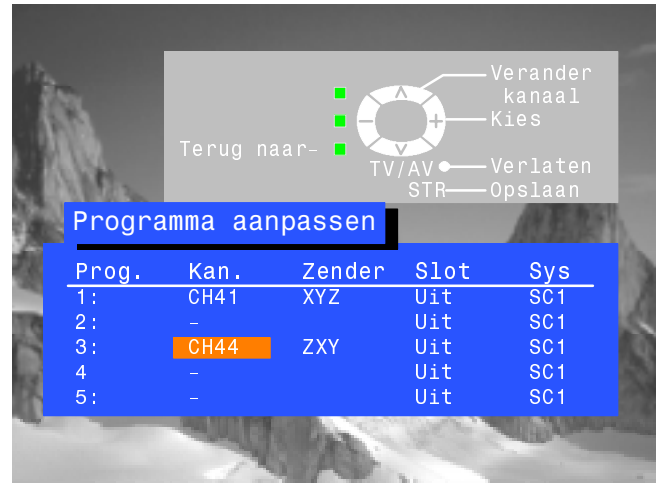 Verander
kanaal
Kies
Terug naar-
TV/AV Verlaten
STR Opslaan
Programma aanpassen
Prog. Kan. Zender Slot Sys
1: CH41 XYZ Uit SC1
2: - Uit SC1
3: CH44 ZXY Uit SC1
4 - Uit SC1
5: - Uit SC1